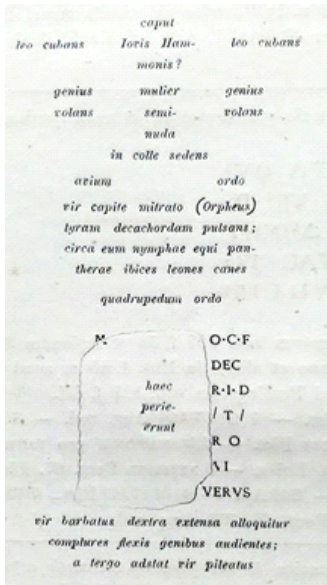 caput
leo cubans Iovis Ham- leo cubans
monis?
genius mulier genius
volans semi- volans
nuda
in colle sedens
avium ordo
vir capite mitrato (Orpheus)
lyram decachordam pulsans;
circa eum nymphae equi pan-
therae ibices leones canes
quadrupedum ordo
M O·C·F
DEC
haec R·I·D
perie- / T /
erunt R O
VI
VERVS
vir barbatus dextra extensa alloquitur
complures flexis genibus audientes;
a tergo adstat vir pileatus